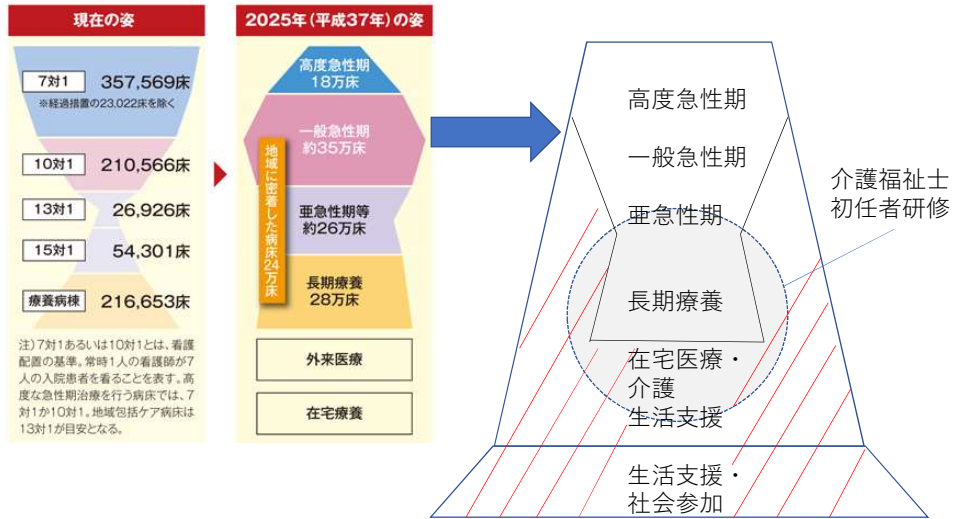 現在の姿
7対1 357,569床
※経過措置の23,022床を除く
10対1 210,566床
13対1 26,926床
15対1 54,301床
療養病棟 216,653床
注）7対1あるいは10対1とは、看護
配置の基準。常時1人の看護師が7
人の入院患者を看ることを表す。高
度な急性期治療を行う病床では、7
対1か10対1。地域包括ケア病床は
13対1が目安となる。
2025年（平成37年）の姿
高度急性期
18万床
一般急性期
約35万床
地域に密着した病床24万床
亜急性期等
約26万床
長期療養
28万床
外来医療
在宅療養
高度急性期
一般急性期
亜急性期
長期療養
在宅医療・
介護
生活支援
生活支援・
社会参加
介護福祉士
初任者研修